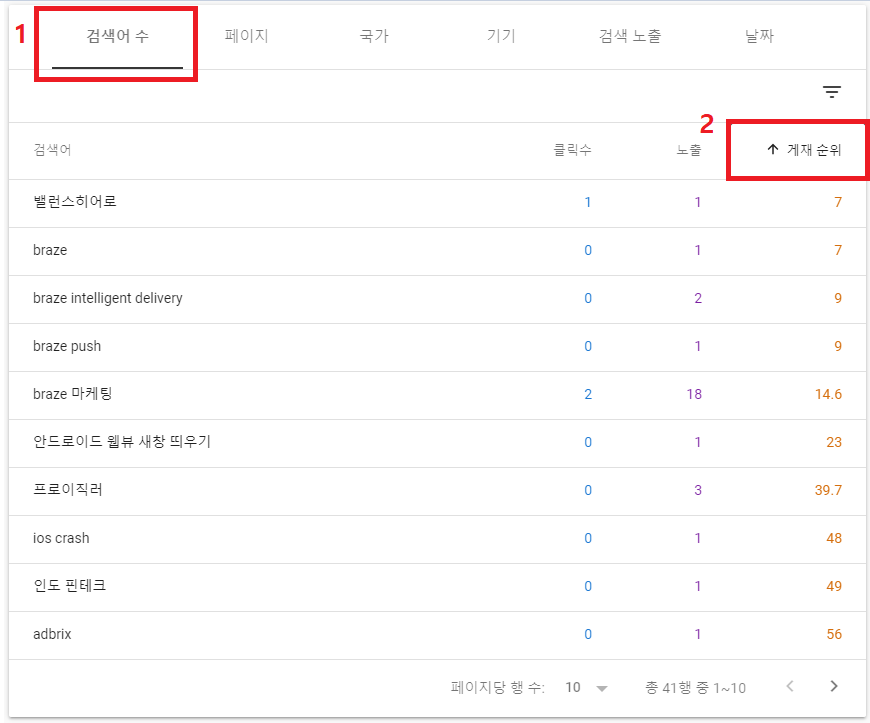 1
검색어 수 페이지 국가 기기 검색 노출 날짜
2
검색어 클릭수 노출 ↑ 게재 순위
밸런스히어로 1 1 7
braze 0 1 7
braze intelligent delivery 0 2 9
braze push 0 1 9
braze 마케팅 2 18 14.6
안드로이드 웹뷰 새창 띄우기 0 1 23
프로이직러 0 3 39.7
ios crash 0 1 48
인도 핀테크 0 1 49
adbrix 0 1 56
페이지당 행 수: 10 총 41행 중 1~10